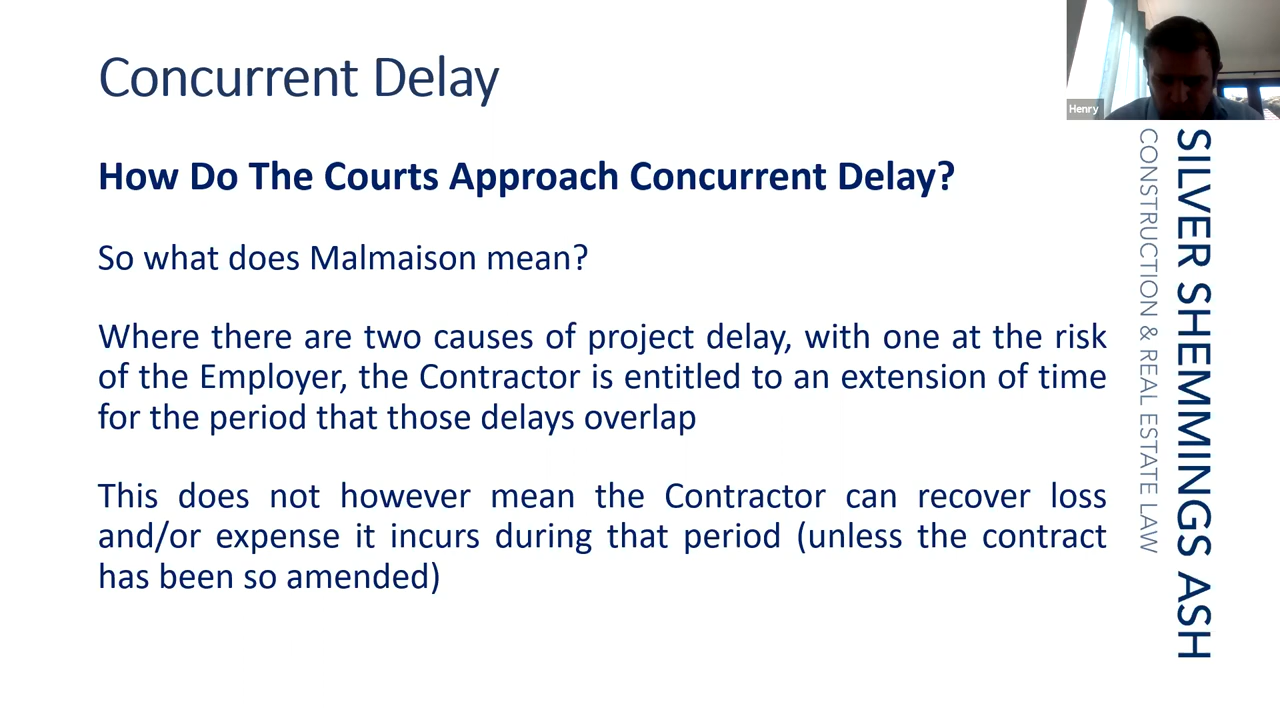 Concurrent Delay
Henry
How Do The Courts Approach Concurrent Delay?
So what does Malmaison mean?
Where there are two causes of project delay, with one at the risk
of the Employer, the Contractor is entitled to an extension of time
for the period that those delays overlap
This does not however mean the Contractor can recover loss
and/or expense it incurs during that period (unless the contract
has been so amended)
SILVER SHEMMINGS ASH
CONSTRUCTION & REAL ESTATE LAW